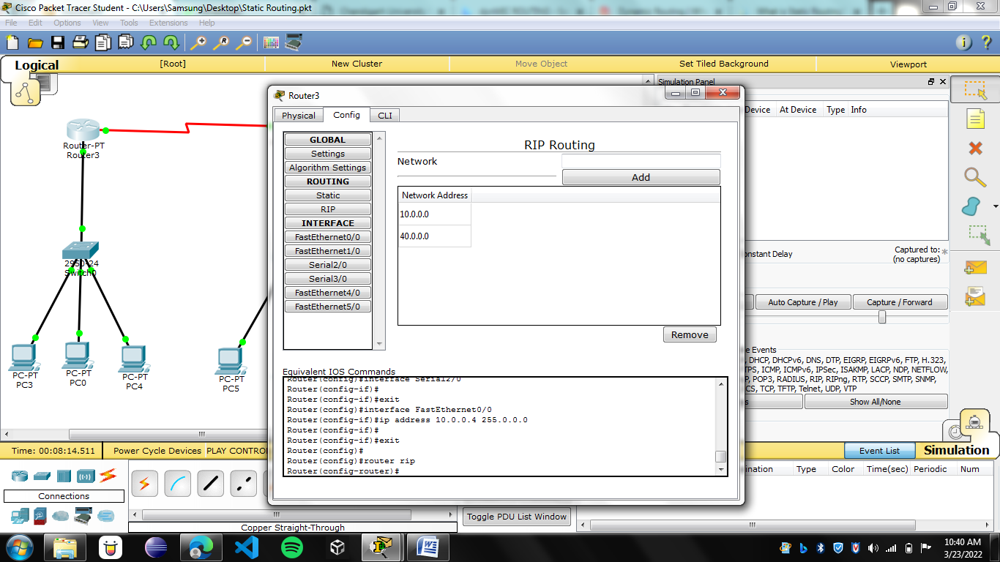 Cisco Packet Tracer Student - C:\Users\Samsung\Desktop\Static Routing.pkt
File Edit Options View Tools Extensions Help
Logical [Root] New Cluster Move Object Set Tiled Background Viewport
Simulation Panel
Device At Device Type Info
Router-PT
Router3
2950-24
Switch0
PC-PT
PC3
PC-PT
PC0
PC-PT
PC4
PC-PT
PC5
Router3
Physical Config CLI
GLOBAL
Settings
Algorithm Settings
ROUTING
Static
RIP
INTERFACE
FastEthernet0/0
FastEthernet1/0
Serial2/0
Serial3/0
FastEthernet4/0
FastEthernet5/0
RIP Routing
Network
Add
Network Address
10.0.0.0
40.0.0.0
Remove
Equivalent IOS Commands
Router(config)#interface Serial2/0
Router(config-if)#
Router(config-if)#exit
Router(config)#interface FastEthernet0/0
Router(config-if)#ip address 10.0.0.4 255.0.0.0
Router(config-if)#
Router(config-if)#exit
Router(config)#
Router(config)#router rip
Router(config-router)#
onstant Delay
Captured to:
(no captures)
Auto Capture / Play Capture / Forward
e Events
, DHCP, DHCPv6, DNS, DTP, EIGRP, EIGRPv6, FTP, H.323,
TPS, ICMP, ICMPv6, IPSec, ISAKMP, LACP, NDP, NETFLOW,
, POP3, RADIUS, RIP, RIPng, RTP, SCCP, SMTP, SNMP,
CS, TCP, TFTP, Telnet, UDP, VTP
Show All/None
Time: 00:08:14.511 Power Cycle Devices PLAY CONTRO
Event List Simulation
ination Type Color Time(sec) Periodic Num
Connections
Copper Straight-Through
Toggle PDU List Window
10:40 AM
3/23/2022